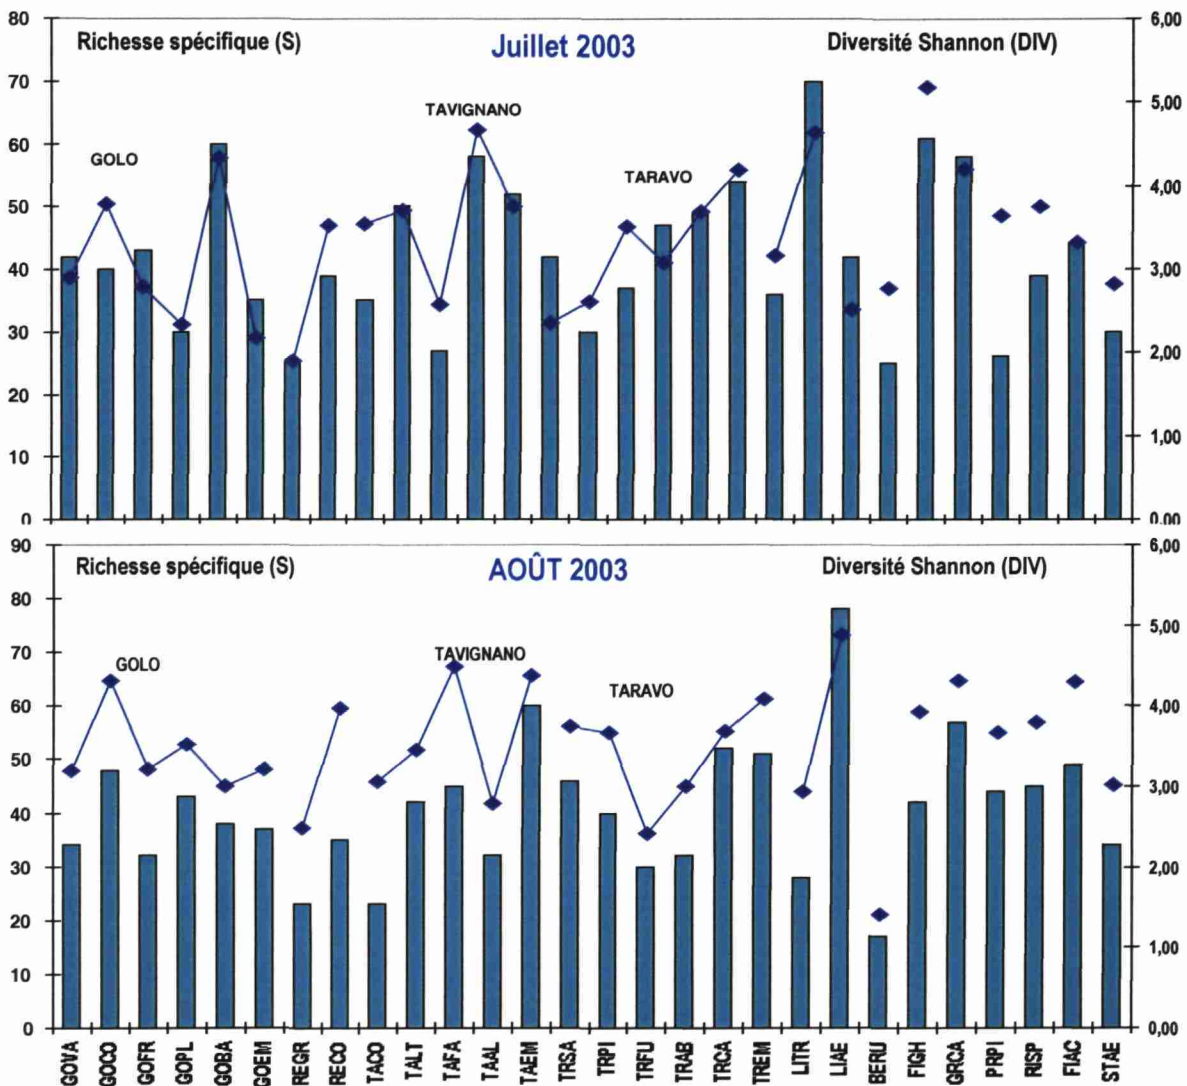 80 6,00
Richesse spécifique (S) Juillet 2003 Diversité Shannon (DIV)
70 5,00
TAVIGNANO
60 GOLO 4,00
TARAVO
50
40 3,00
30 2,00
20
10 1,00
0 0,00
90 6,00
Richesse spécifique (S) AOÛT 2003 Diversité Shannon (DIV)
80 5,00
70 GOLO TAVIGNANO
TARAVO
60 4,00
50 3,00
40
30 2,00
20 1,00
10
0 0,00
GOVA GOCO GOFR GOPL GOBA GOEM REGR RECO TACO TALT TAFA TAAL TAEM TRSA TRPI TRFU TRAB TRCA TREM LITR LIAE BERU FIGH GRCA PRPI RISP FIAC STAE